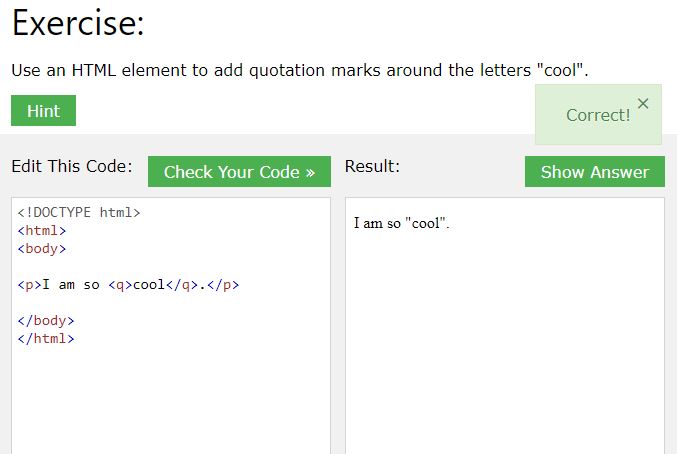 Exercise:
Use an HTML element to add quotation marks around the letters "cool".
Hint
Correct!
×
Edit This Code:
Check Your Code »
Result:
Show Answer
<!DOCTYPE html>
<html>
<body>
<p>I am so <q>cool</q>.</p>
</body>
</html>
I am so "cool".